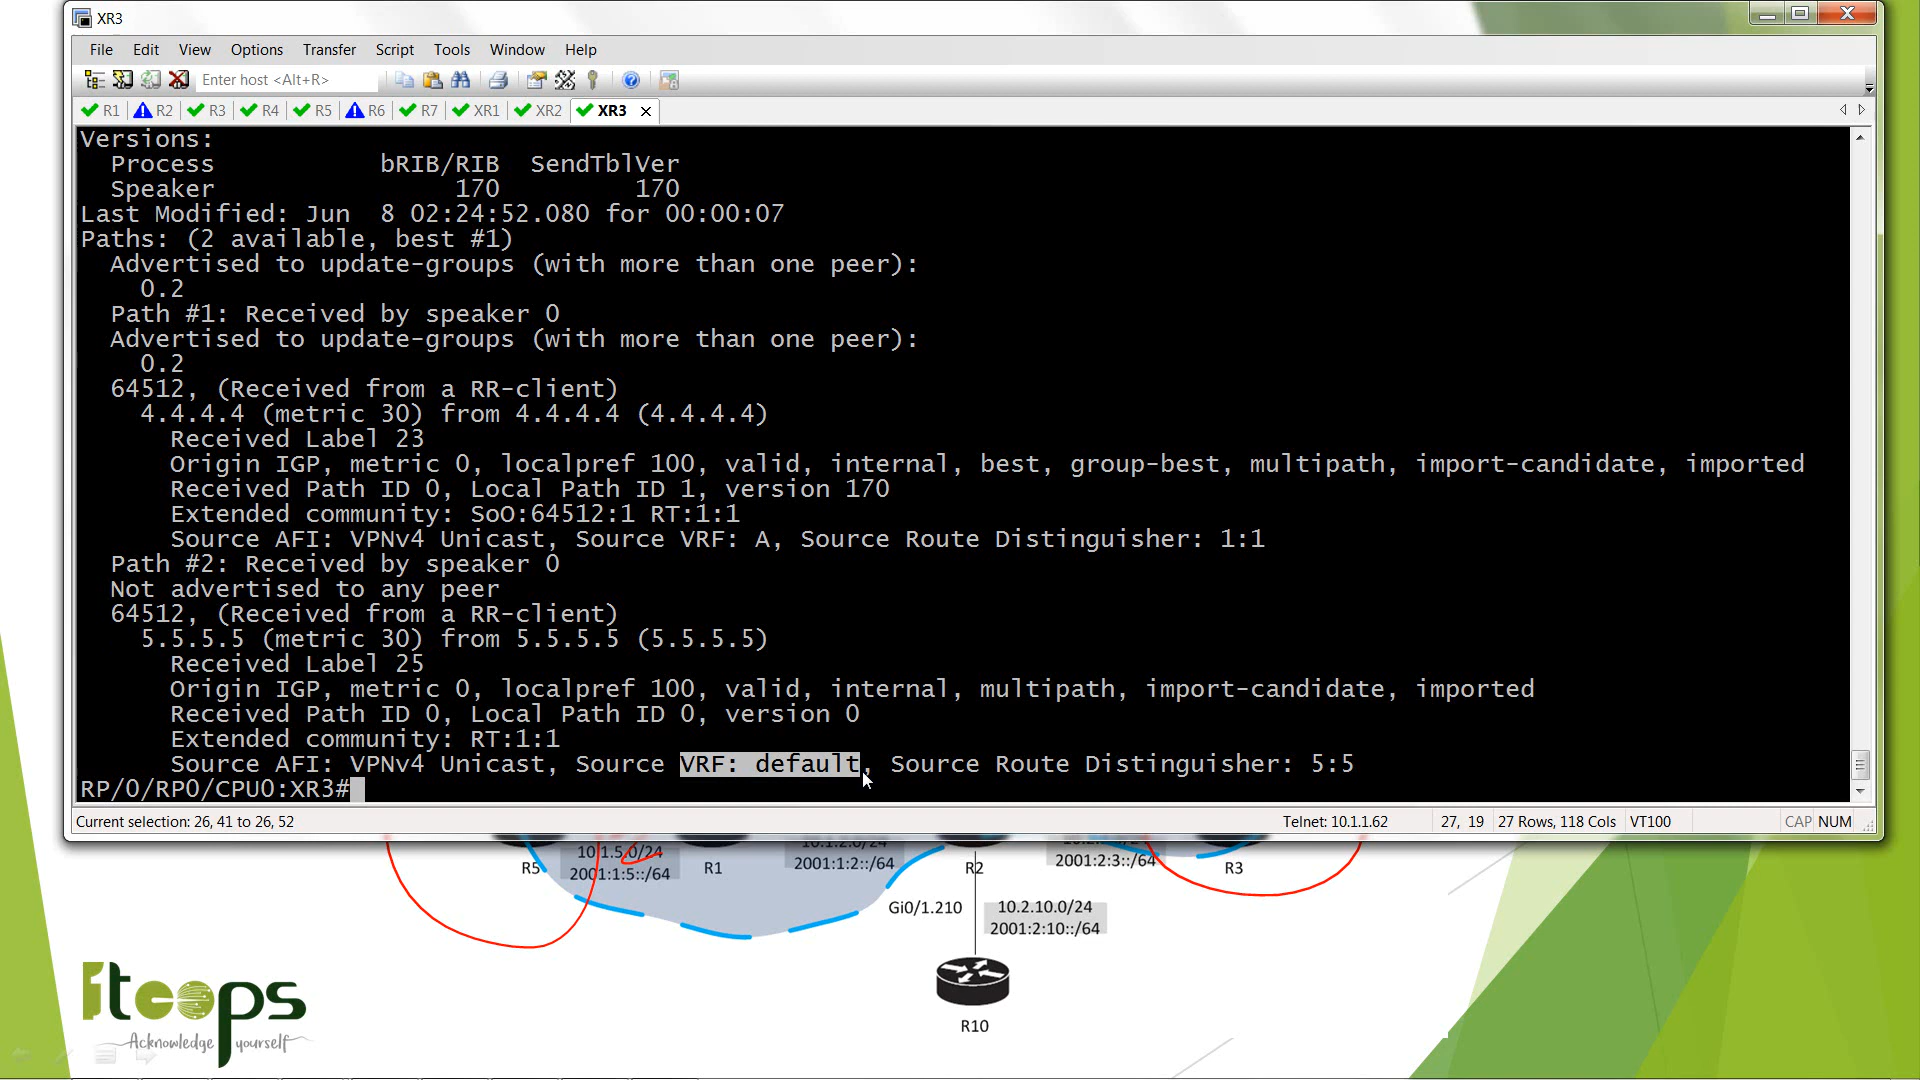 XR3
File Edit View Options Transfer Script Tools Window Help
Enter host <Alt+R>
R1 R2 R3 R4 R5 R6 R7 XR1 XR2 XR3
Versions:
Process bRIB/RIB SendTblVer
Speaker 170 170
Last Modified: Jun 8 02:24:52.080 for 00:00:07
Paths: (2 available, best #1)
Advertised to update-groups (with more than one peer):
0.2
Path #1: Received by speaker 0
Advertised to update-groups (with more than one peer):
0.2
64512, (Received from a RR-client)
4.4.4.4 (metric 30) from 4.4.4.4 (4.4.4.4)
Received Label 23
Origin IGP, metric 0, localpref 100, valid, internal, best, group-best, multipath, import-candidate, imported
Received Path ID 0, Local Path ID 1, version 170
Extended community: SoO:64512:1 RT:1:1
Source AFI: VPNv4 Unicast, Source VRF: A, Source Route Distinguisher: 1:1
Path #2: Received by speaker 0
Not advertised to any peer
64512, (Received from a RR-client)
5.5.5.5 (metric 30) from 5.5.5.5 (5.5.5.5)
Received Label 25
Origin IGP, metric 0, localpref 100, valid, internal, multipath, import-candidate, imported
Received Path ID 0, Local Path ID 0, version 0
Extended community: RT:1:1
Source AFI: VPNv4 Unicast, Source VRF: default, Source Route Distinguisher: 5:5
RP/0/RP0/CPU0:XR3#
Current selection: 26, 41 to 26, 52 Telnet: 10.1.1.62 27, 19 27 Rows, 118 Cols VT100 CAP NUM
10.1.5.0/24 10.1.2.0/24
R5 2001:1:5::/64 R1 2001:1:2::/64 R2 2001:2:3::/64 R3
Gi0/1.210 10.2.10.0/24
2001:2:10::/64
R10
itcops
Acknowledge yourself